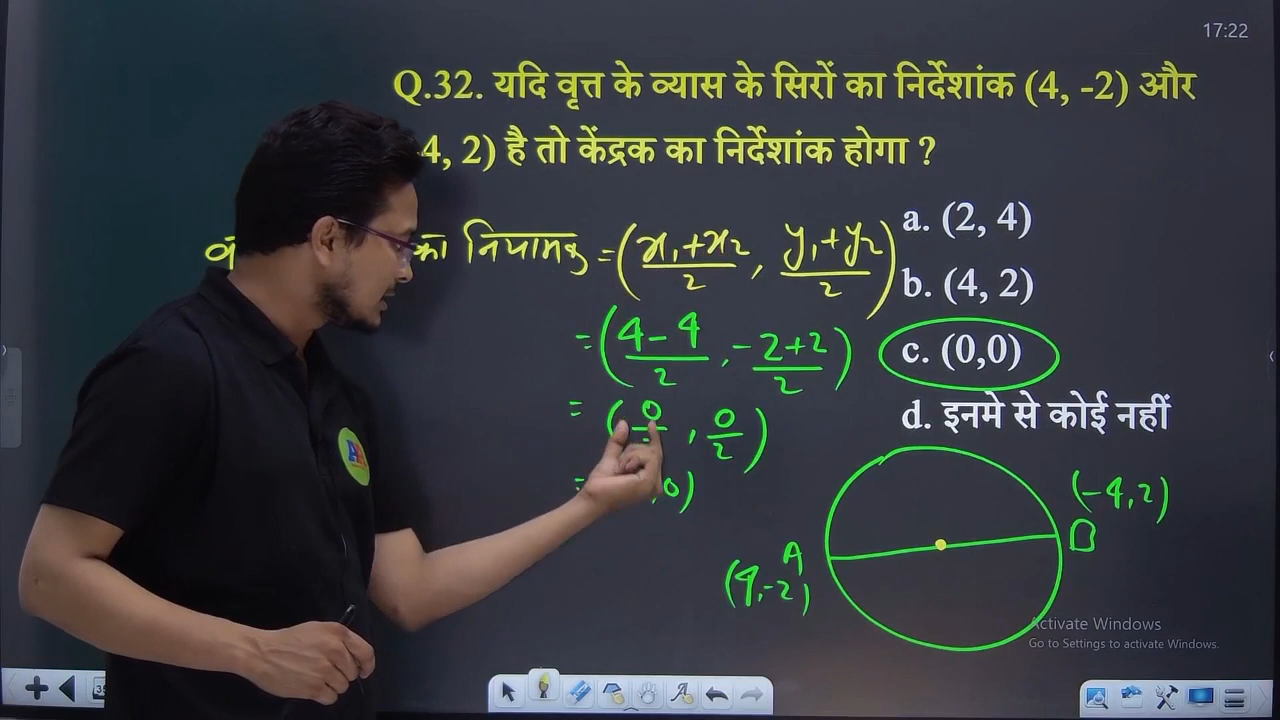 17:22
Q.32. यदि वृत्त के व्यास के सिरों का निर्देशांक (4, -2) और
4, 2) है तो केंद्रक का निर्देशांक होगा ?
का नियामक = (x₁+x₂/2, y₁+y₂/2)
= (4-4/2, -2+2/2)
= (0/, 0/2)
= ,0)
a. (2, 4)
b. (4, 2)
c. (0,0)
d. इनमे से कोई नहीं
(-4,2)
B
A
(4,-2)
Activate Windows
Go to Settings to activate Windows.